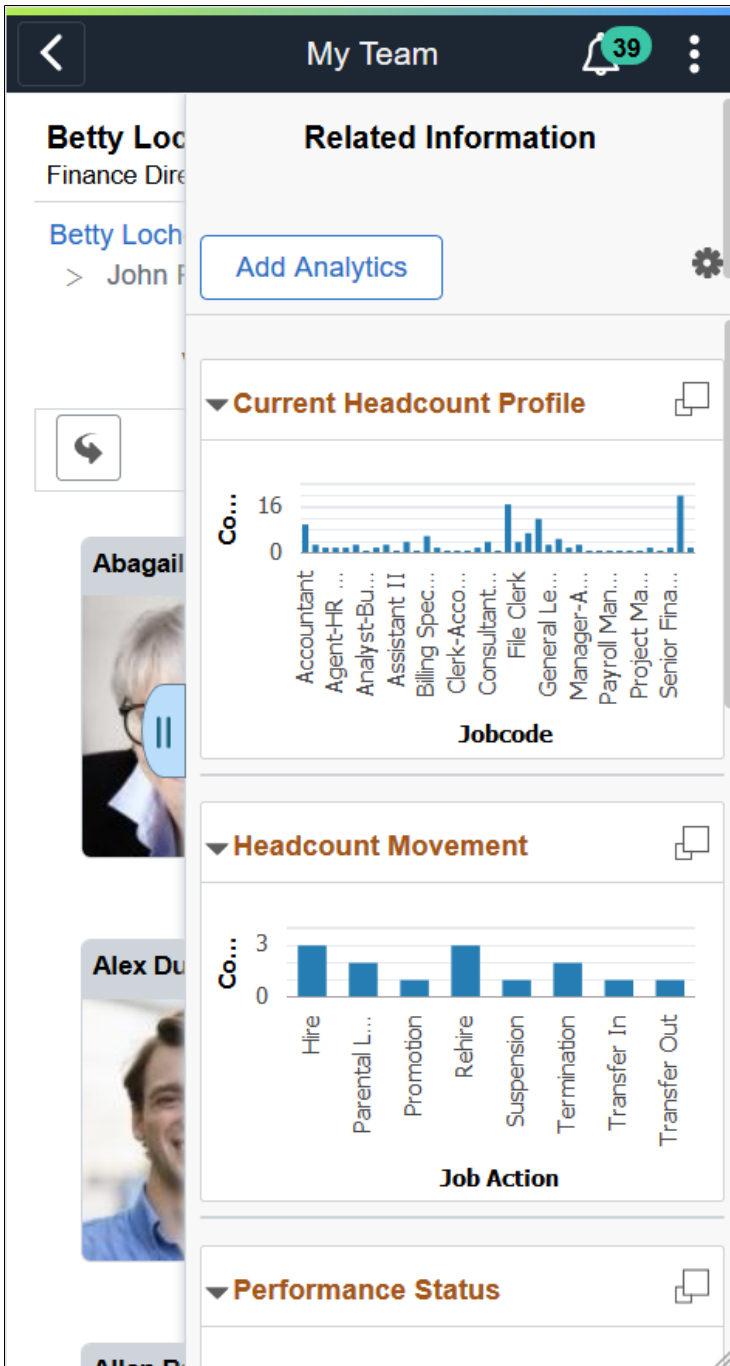 My Team
39
Betty Loc
Finance Dire
Betty Loch
> John
Related Information
Add Analytics
Current Headcount Profile
Co...
16
0
Accountant
Agent-HR ...
Analyst-Bu...
Assistant II
Billing Spec...
Clerk-Acco...
Consultant...
File Clerk
General Le...
Manager-A...
Payroll Man...
Project Ma...
Senior Fina...
Jobcode
Abagail
Headcount Movement
Co...
3
0
Hire
Parental L...
Promotion
Rehire
Suspension
Termination
Transfer In
Transfer Out
Job Action
Alex Du
Performance Status